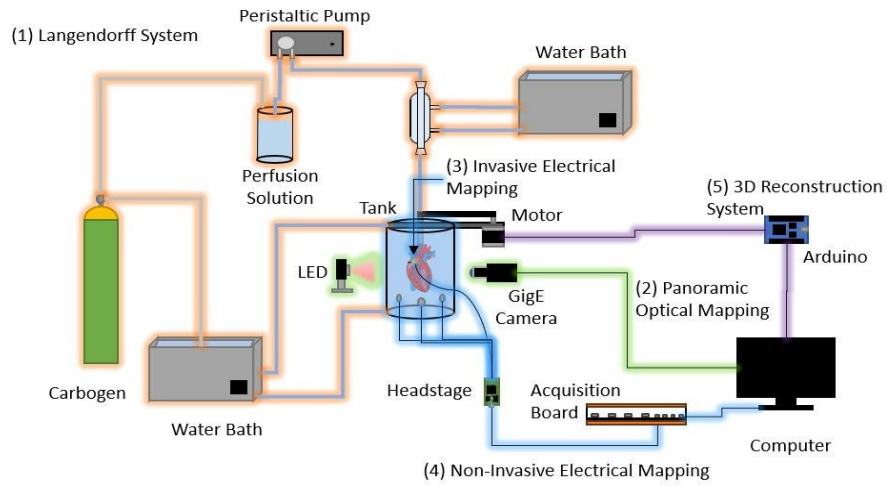 Peristaltic Pump
(1) Langendorff System
Water Bath
Perfusion
Solution
(3) Invasive Electrical
Mapping
(5) 3D Reconstruction
System
Tank
Motor
Arduino
LED
GigE
Camera
(2) Panoramic
Optical Mapping
Carbogen
Headstage
Acquisition
Board
Water Bath
Computer
(4) Non-Invasive Electrical Mapping